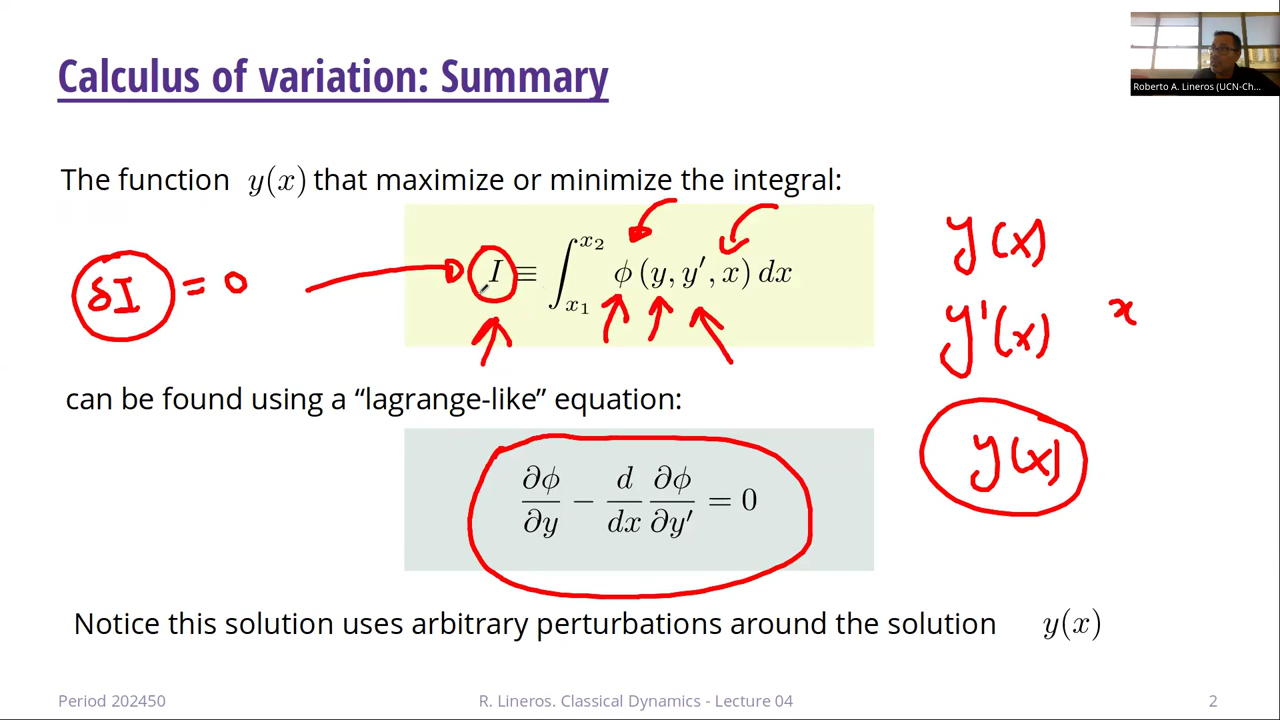 Calculus of variation: Summary
Roberto A. Lineros (UCN-Ch...
The function y(x) that maximize or minimize the integral:
δI = 0
I ≡ ∫_{x₁}^{x₂} ϕ (y, y′, x) dx
y(x)
y'(x) x
can be found using a “lagrange-like” equation:
∂ϕ/∂y − d/dx ∂ϕ/∂y′ = 0
y(x)
Notice this solution uses arbitrary perturbations around the solution y(x)
Period 202450 R. Lineros. Classical Dynamics - Lecture 04 2